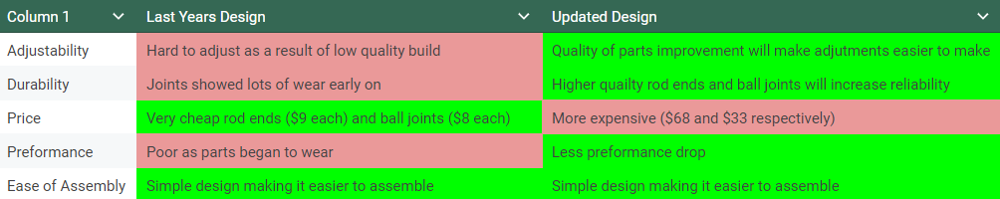 Column 1 Last Years Design Updated Design
Adjustability Hard to adjust as a result of low quality build Quality of parts improvement will make adjutments easier to make
Durability Joints showed lots of wear early on Higher quailty rod ends and ball joints will increase reliability
Price Very cheap rod ends ($9 each) and ball joints ($8 each) More expensive ($68 and $33 respectively)
Preformance Poor as parts began to wear Less preformance drop
Ease of Assembly Simple design making it easier to assemble Simple design making it easier to assemble